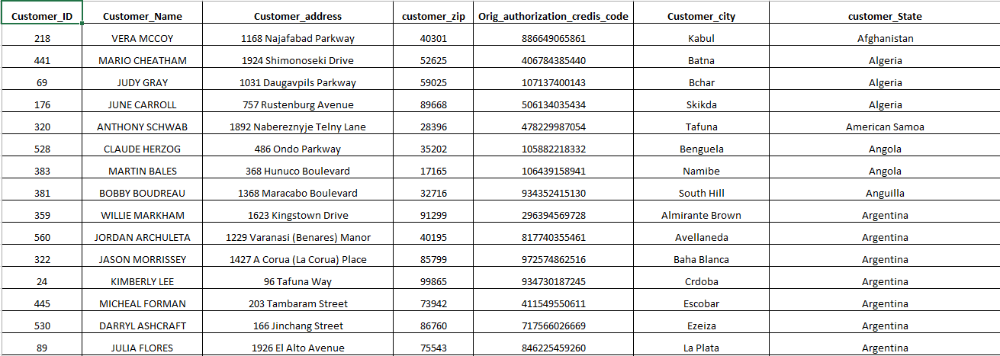 Customer_ID Customer_Name Customer_address customer_zip Orig_authorization_credis_code Customer_city customer_State
218 VERA MCCOY 1168 Najafabad Parkway 40301 886649065861 Kabul Afghanistan
441 MARIO CHEATHAM 1924 Shimonoseki Drive 52625 406784385440 Batna Algeria
69 JUDY GRAY 1031 Daugavpils Parkway 59025 107137400143 Bchar Algeria
176 JUNE CARROLL 757 Rustenburg Avenue 89668 506134035434 Skikda Algeria
320 ANTHONY SCHWAB 1892 Nabereznyje Telny Lane 28396 478229987054 Tafuna American Samoa
528 CLAUDE HERZOG 486 Ondo Parkway 35202 105882218332 Benguela Angola
383 MARTIN BALES 368 Hunuco Boulevard 17165 106439158941 Namibe Angola
381 BOBBY BOUDREAU 1368 Maracabo Boulevard 32716 934352415130 South Hill Anguilla
359 WILLIE MARKHAM 1623 Kingstown Drive 91299 296394569728 Almirante Brown Argentina
560 JORDAN ARCHULETA 1229 Varanasi (Benares) Manor 40195 817740355461 Avellaneda Argentina
322 JASON MORRISSEY 1427 A Corua (La Corua) Place 85799 972574862516 Baha Blanca Argentina
24 KIMBERLY LEE 96 Tafuna Way 99865 934730187245 Crdoba Argentina
445 MICHEAL FORMAN 203 Tambaram Street 73942 411549550611 Escobar Argentina
530 DARRYL ASHCRAFT 166 Jinchang Street 86760 717566026669 Ezeiza Argentina
89 JULIA FLORES 1926 El Alto Avenue 75543 846225459260 La Plata Argentina